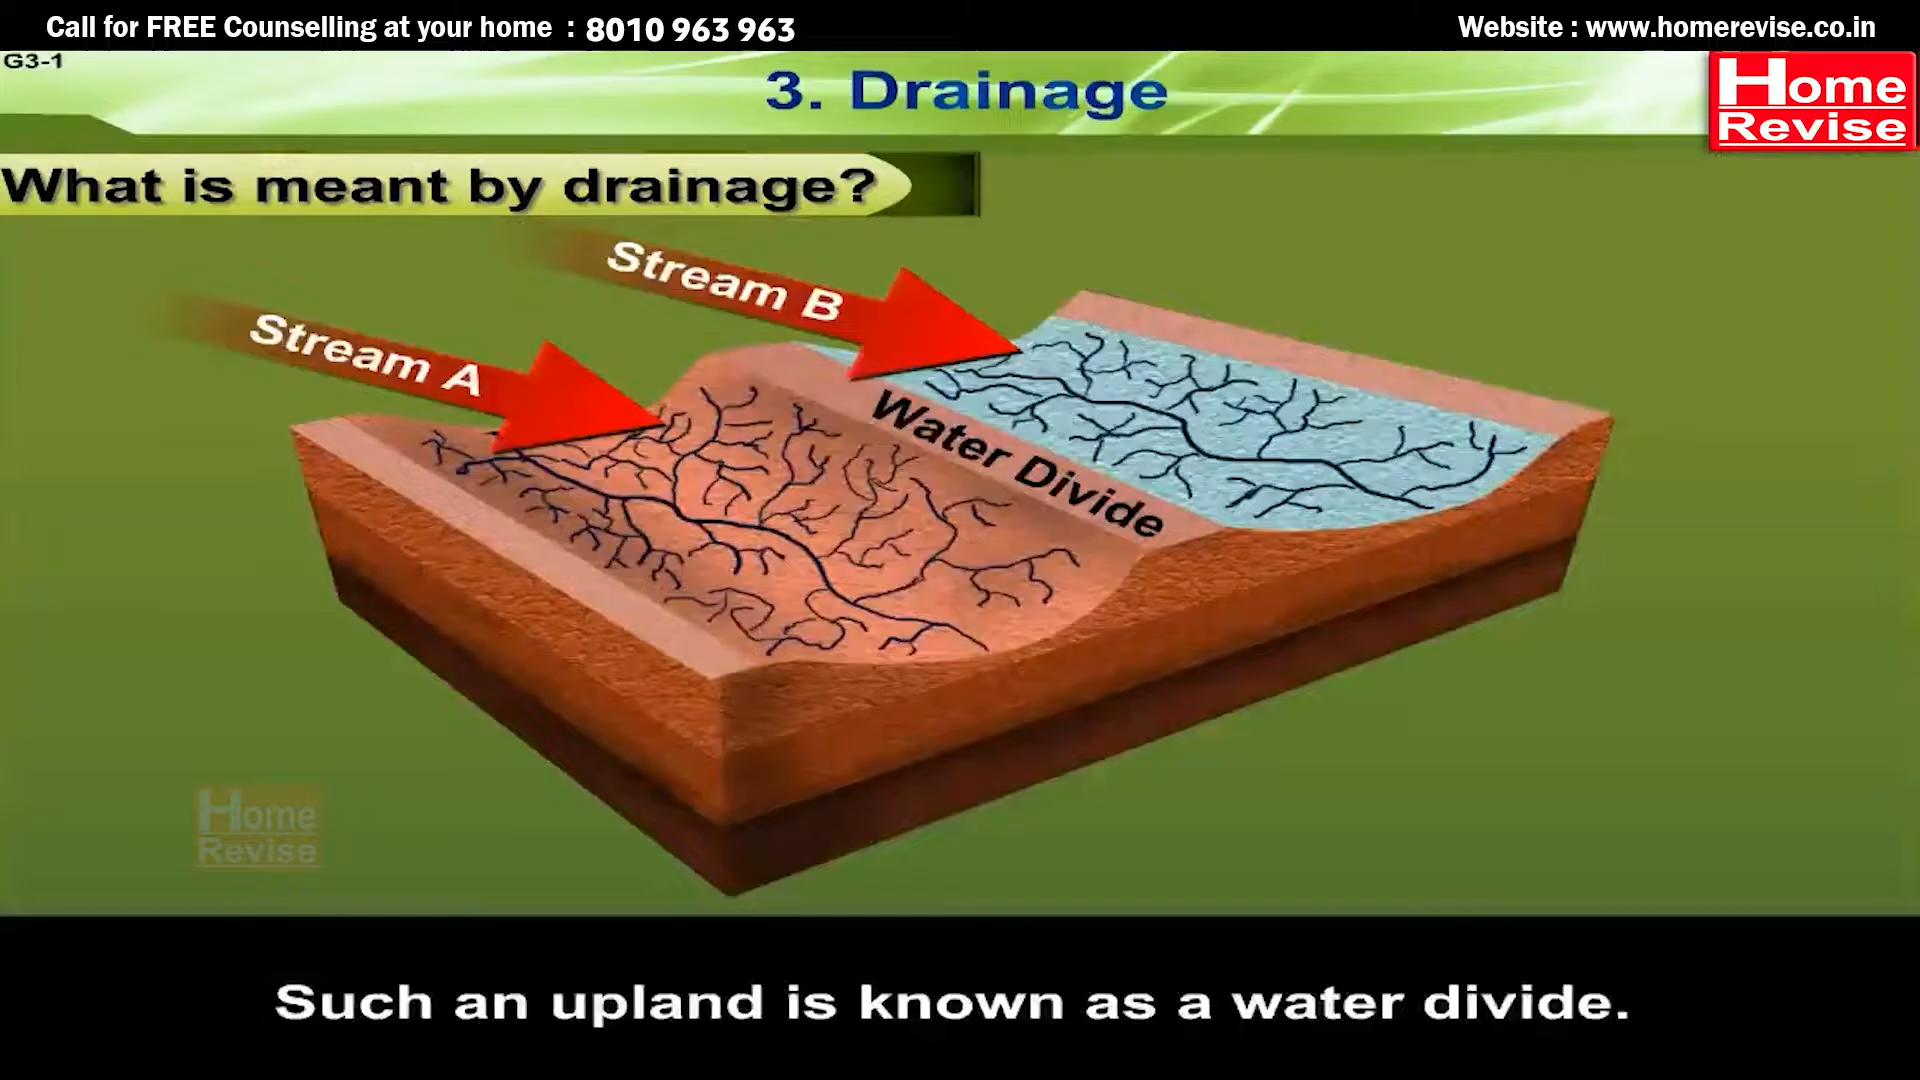 Call for FREE Counselling at your home : 8010 963 963
Website : www.homerevise.co.in
G3-1
3. Drainage
Home
Revise
What is meant by drainage?
Stream B
Stream A
Water Divide
Home
Revise
Such an upland is known as a water divide.